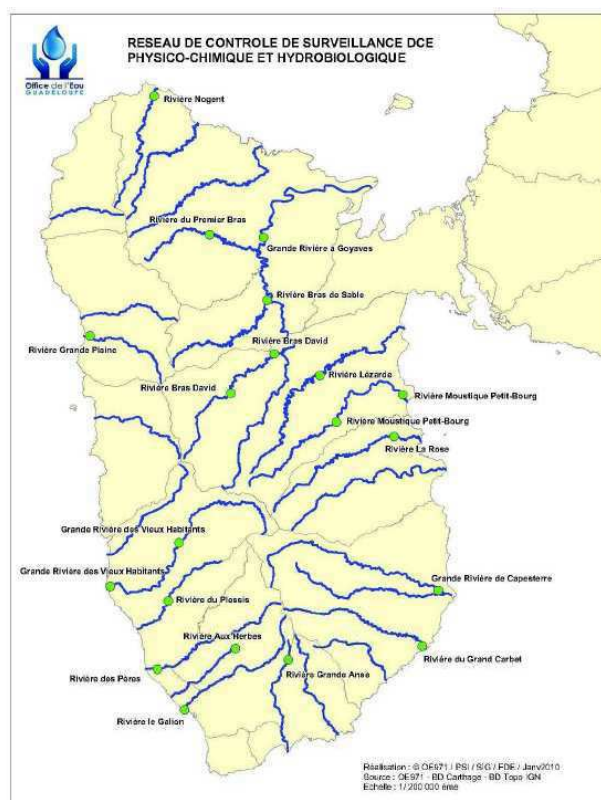 RESEAU DE CONTROLE DE SURVEILLANCE DCE
PHYSICO-CHIMIQUE ET HYDROBIOLOGIQUE
Office de l'Eau
GUADELOUPE
Rivière Nogent
Rivière du Premier Bras
Grande Rivière à Goyaves
Rivière Bras de Sable
Rivière Bras David
Rivière Grande Plaine
Rivière Lézarde
Rivière Bras David
Rivière Moustique Petit-Bourg
Rivière Moustique Petit-Bourg
Rivière La Rose
Grande Rivière des Vieux Habitants
Grande Rivière des Vieux Habitants
Grande Rivière de Capesterre
Rivière du Plessis
Rivière Aux Herbes
Rivière du Grand Carbet
Rivière des Pères
Rivière Grande Anse
Rivière le Galion
Réalisation : © OE971 / PSI / SIG / EDE / Janv2010
Source : OE971 - BD Carthage - BD Topo IGN
Echelle : 1/ 200 000 ème